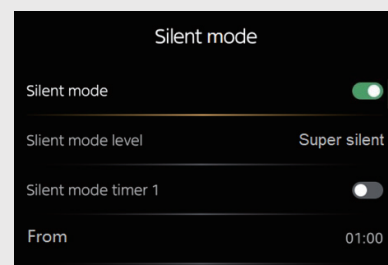 Silent mode
Silent mode
Slient mode level Super silent
Silent mode timer 1
From 01:00